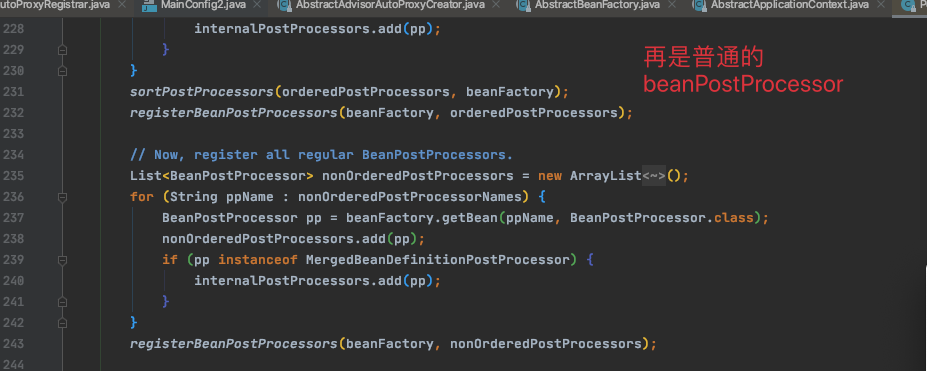 utoProxyRegistrar.java
MainConfig2.java
AbstractAdvisorAutoProxyCreator.java
AbstractBeanFactory.java
AbstractApplicationContext.java
228 internalPostProcessors.add(pp);
229 }
230 }
231 sortPostProcessors(orderedPostProcessors, beanFactory);
232 registerBeanPostProcessors(beanFactory, orderedPostProcessors);
233
234 // Now, register all regular BeanPostProcessors.
235 List<BeanPostProcessor> nonOrderedPostProcessors = new ArrayList<~>();
236 for (String ppName : nonOrderedPostProcessorNames) {
237 BeanPostProcessor pp = beanFactory.getBean(ppName, BeanPostProcessor.class);
238 nonOrderedPostProcessors.add(pp);
239 if (pp instanceof MergedBeanDefinitionPostProcessor) {
240 internalPostProcessors.add(pp);
241 }
242 }
243 registerBeanPostProcessors(beanFactory, nonOrderedPostProcessors);
244
再是普通的
beanPostProcessor